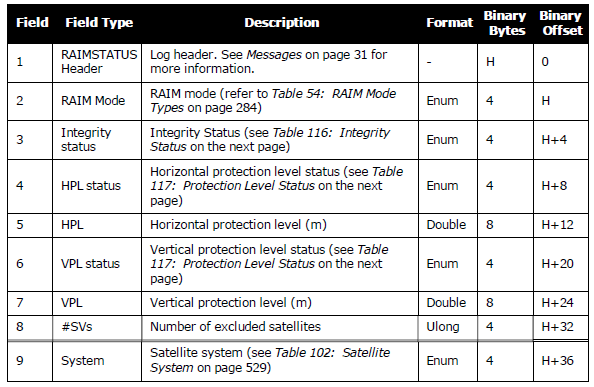 Field Field Type Description Format Binary Bytes Binary Offset
1 RAIMSTATUS Header Log header. See Messages on page 31 for more information. - H 0
2 RAIM Mode RAIM mode (refer to Table 54: RAIM Mode Types on page 284) Enum 4 H
3 Integrity status Integrity Status (see Table 116: Integrity Status on the next page) Enum 4 H+4
4 HPL status Horizontal protection level status (see Table 117: Protection Level Status on the next page) Enum 4 H+8
5 HPL Horizontal protection level (m) Double 8 H+12
6 VPL status Vertical protection level status (see Table 117: Protection Level Status on the next page) Enum 4 H+20
7 VPL Vertical protection level (m) Double 8 H+24
8 #SVs Number of excluded satellites Ulong 4 H+32
9 System Satellite system (see Table 102: Satellite System on page 529) Enum 4 H+36